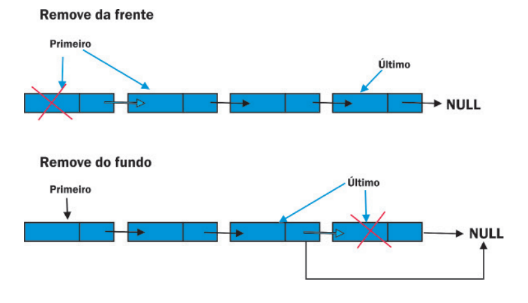 Remove da frente
Primeiro
Último
NULL
Remove do fundo
Primeiro
Último
NULL